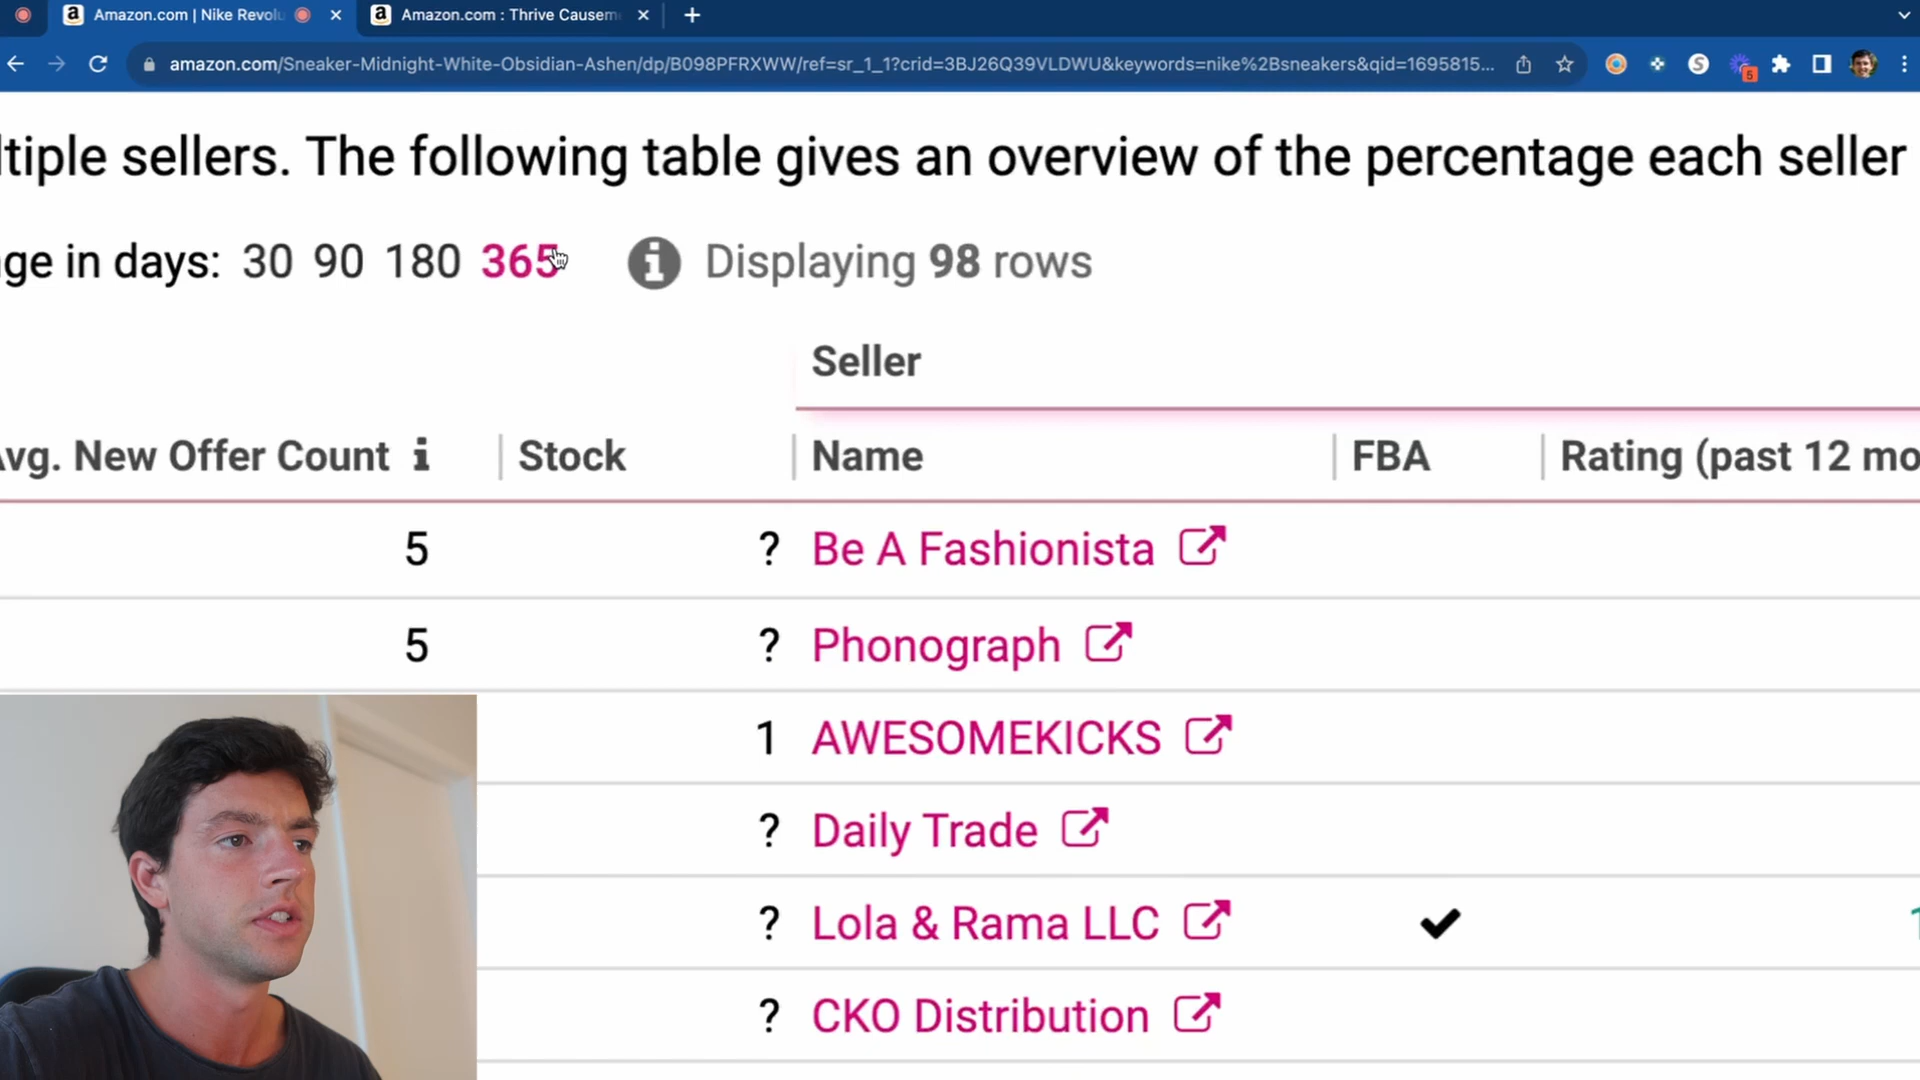 Amazon.com | Nike Revolu
Amazon.com : Thrive Causem
amazon.com/Sneaker-Midnight-White-Obsidian-Ashen/dp/B098PFRXWW/ref=sr_1_1?crid=3BJ26Q39VLDWU&keywords=nike%2Bsneakers&qid=1695815...
5
ltiple sellers. The following table gives an overview of the percentage each seller
nge in days: 30 90 180 365
Displaying 98 rows
Seller
Avg. New Offer Count
Stock
Name
FBA
Rating (past 12 mo
5 ? Be A Fashionista
5 ? Phonograph
1 AWESOMEKICKS
? Daily Trade
? Lola & Rama LLC
? CKO Distribution